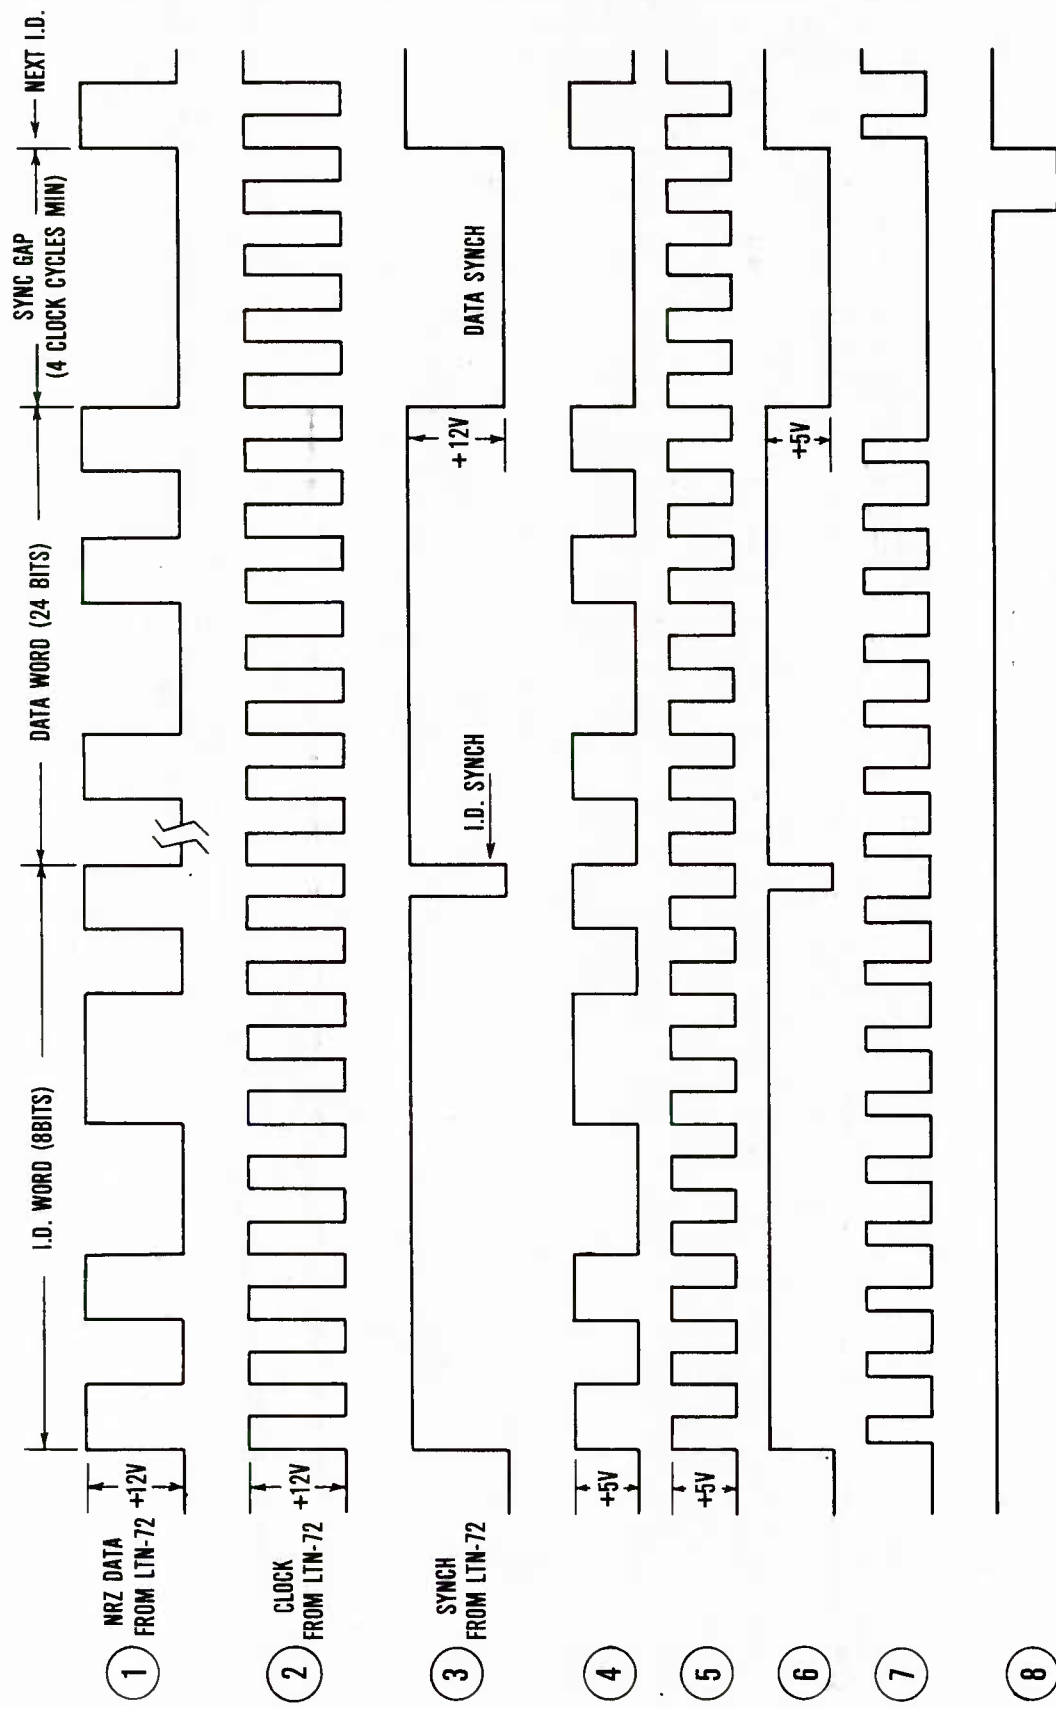 I.D. WORD (8BITS)
DATA WORD (24 BITS)
SYNC GAP
(4 CLOCK CYCLES MIN)
NEXT I.D.
1
NRZ DATA
FROM LTN-72
+12V
2
CLOCK
FROM LTN-72
+12V
3
SYNCH
FROM LTN-72
I.D. SYNCH
+12V
DATA SYNCH
4
+5V
5
+5V
6
+5V
7
8